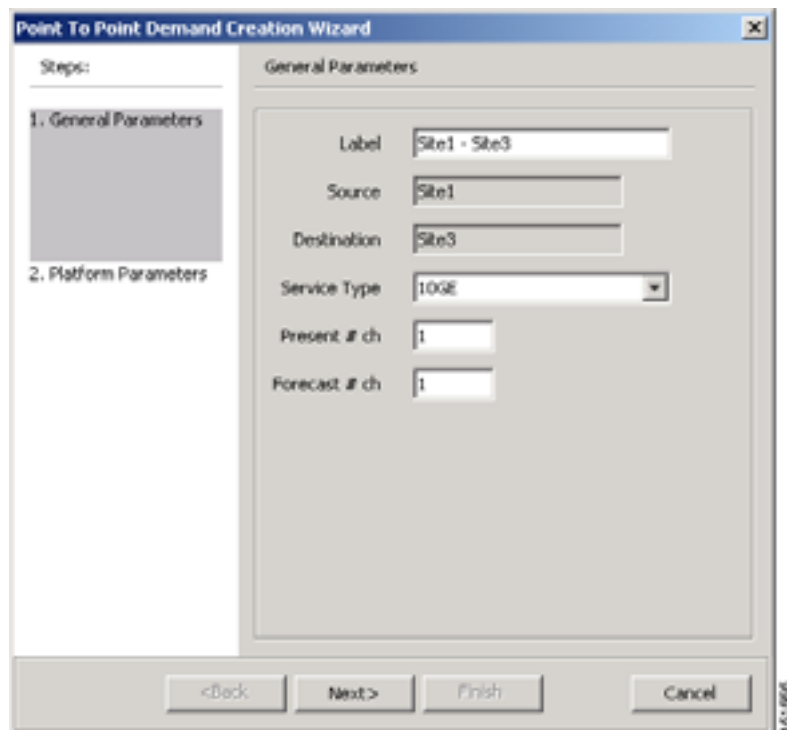 Point To Point Demand Creation Wizard
Steps:
General Parameters
1. General Parameters
2. Platform Parameters
Label
Site1 - Site3
Source
Site1
Destination
Site3
Service Type
10GE
Present # ch
1
Forecast # ch
1
<Back
Next>
Finish
Cancel